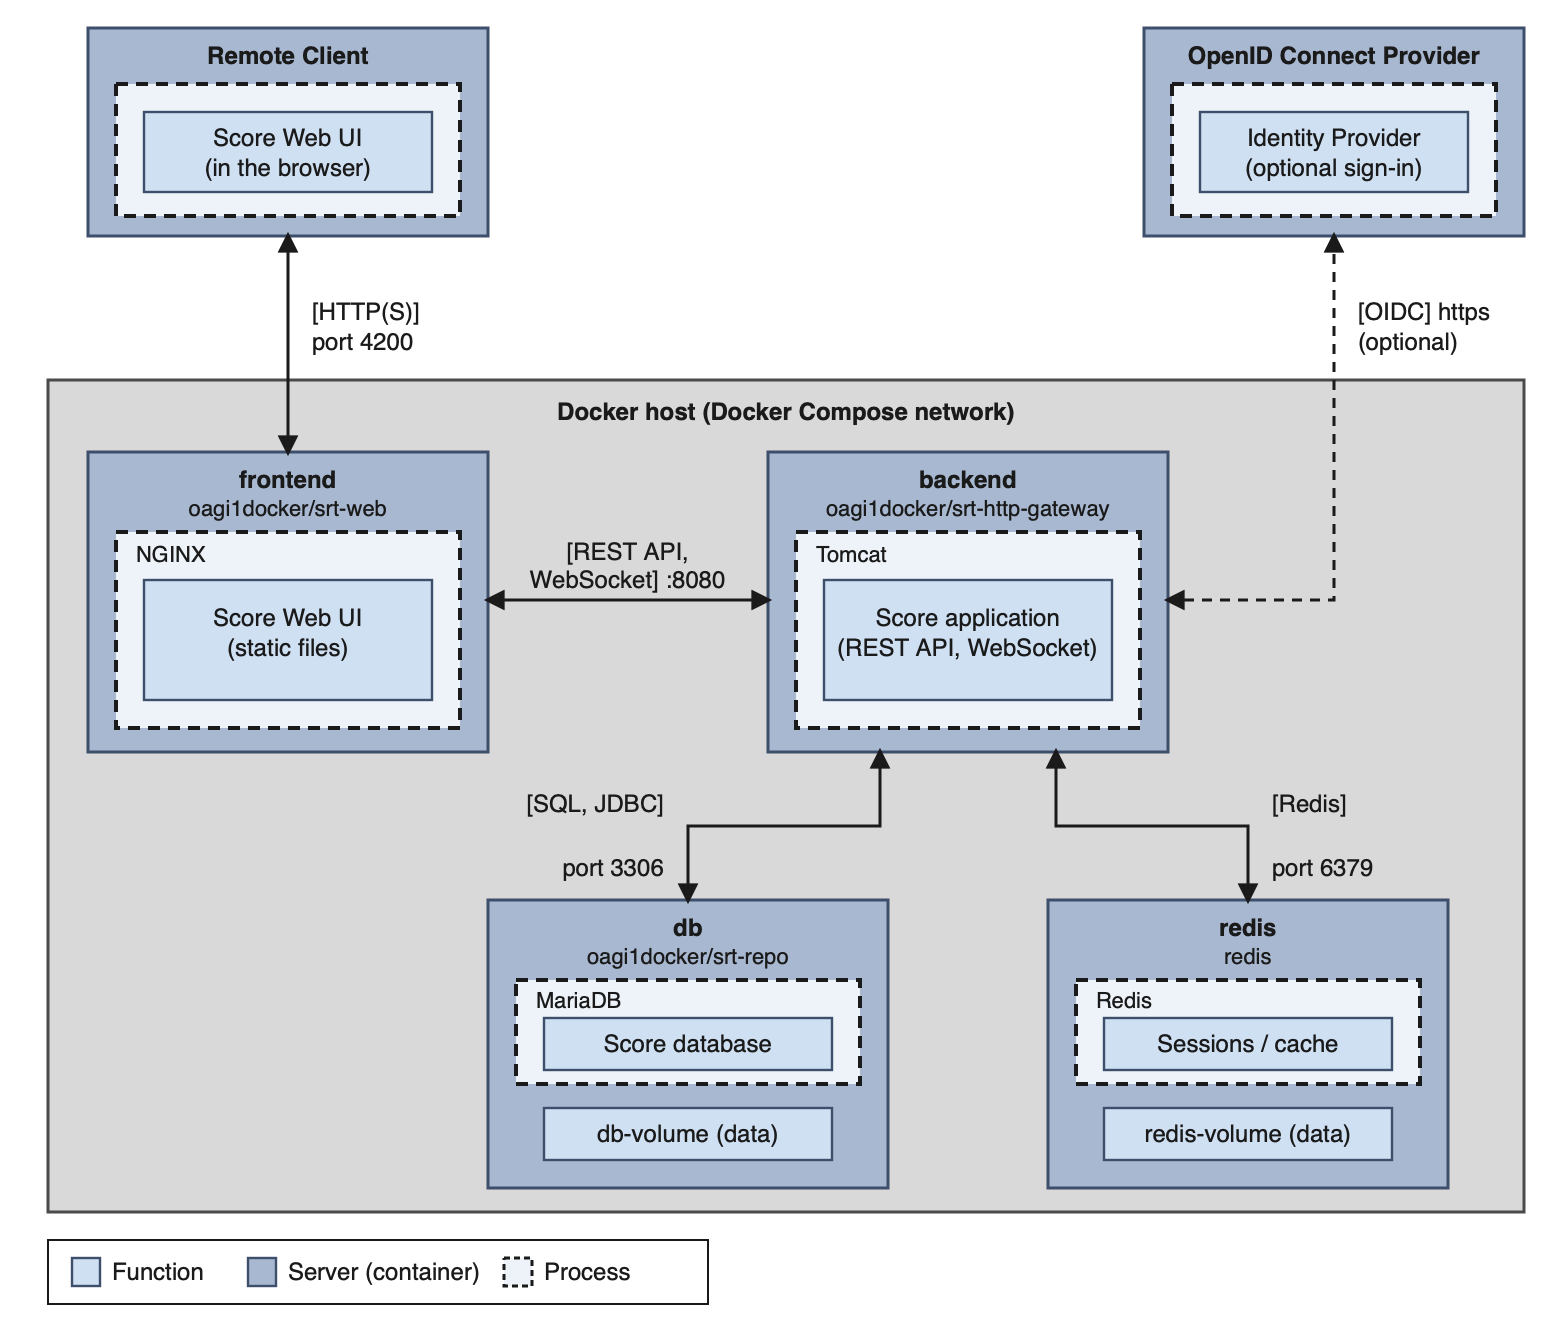 Remote Client
Score Web UI
(in the browser)
OpenID Connect Provider
Identity Provider
(optional sign-in)
[HTTP(S)]
port 4200
[OIDC] https
(optional)
Docker host (Docker Compose network)
frontend
oagi1docker/srt-web
NGINX
Score Web UI
(static files)
[REST API,
WebSocket] :8080
backend
oagi1docker/srt-http-gateway
Tomcat
Score application
(REST API, WebSocket)
[SQL, JDBC]
port 3306
[Redis]
port 6379
db
oagi1docker/srt-repo
MariaDB
Score database
db-volume (data)
redis
redis
Redis
Sessions / cache
redis-volume (data)
Function
Server (container)
Process